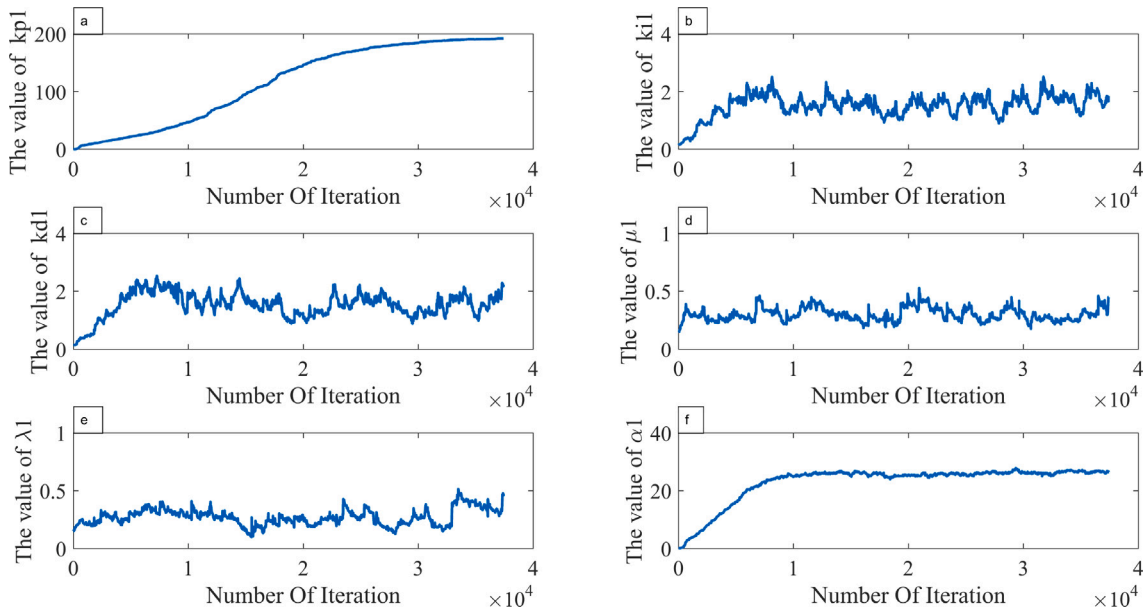 a
The value of kp1
200
100
0
0 1 2 3 4
Number Of Iteration
×10^4
b
The value of ki1
4
2
0
0 1 2 3 4
Number Of Iteration
×10^4
c
The value of kd1
4
2
0
0 1 2 3 4
Number Of Iteration
×10^4
d
The value of μ1
1
0.5
0
0 1 2 3 4
Number Of Iteration
×10^4
e
The value of λ1
1
0.5
0
0 1 2 3 4
Number Of Iteration
×10^4
f
The value of α1
40
20
0
0 1 2 3 4
Number Of Iteration
×10^4